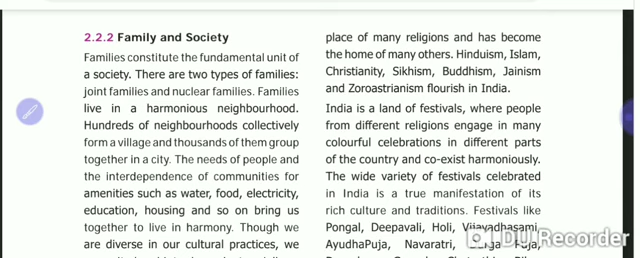 2.2.2 Family and Society
Families constitute the fundamental unit of
a society. There are two types of families:
joint families and nuclear families. Families
live in a harmonious neighbourhood.
Hundreds of neighbourhoods collectively
form a village and thousands of them group
together in a city. The needs of people and
the interdependence of communities for
amenities such as water, food, electricity,
education, housing and so on bring us
together to live in harmony. Though we
are diverse in our cultural practices, we
place of many religions and has become
the home of many others. Hinduism, Islam,
Christianity, Sikhism, Buddhism, Jainism
and Zoroastrianism flourish in India.
India is a land of festivals, where people
from different religions engage in many
colourful celebrations in different parts
of the country and co-exist harmoniously.
The wide variety of festivals celebrated
in India is a true manifestation of its
rich culture and traditions. Festivals like
Pongal, Deepavali, Holi, Vijayadhasami,
AyudhaPuja, Navaratri, Durga Puja,
DU Recorder